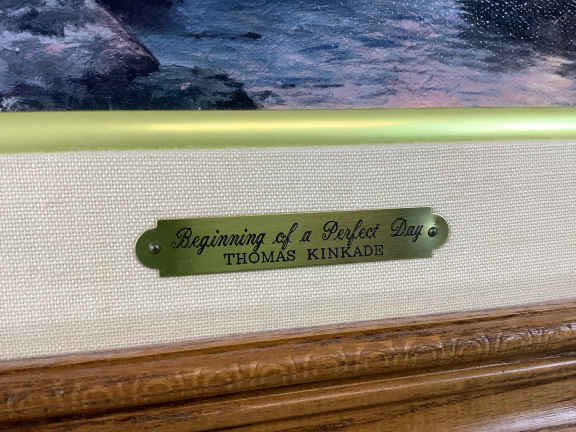 Beginning of a Perfect Day
THOMAS KINKADE